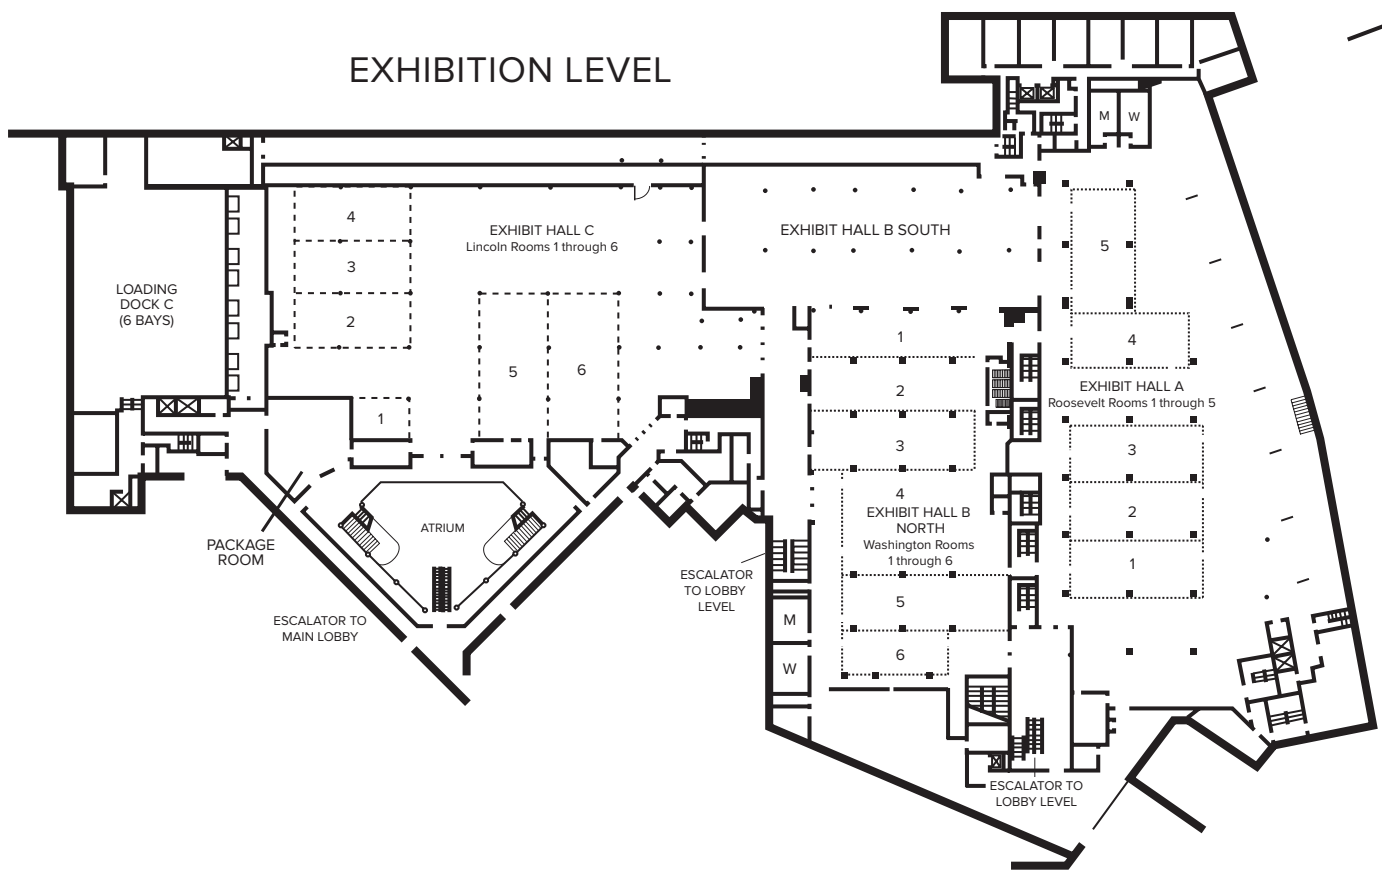 EXHIBITION LEVEL
M
W
4
EXHIBIT HALL C
Lincoln Rooms 1 through 6
EXHIBIT HALL B SOUTH
5
3
LOADING
DOCK C
(6 BAYS)
2
1
4
5
6
2
EXHIBIT HALL A
Roosevelt Rooms 1 through 5
1
3
3
4
EXHIBIT HALL B
NORTH
Washington Rooms
1 through 6
2
ATRIUM
PACKAGE
ROOM
1
ESCALATOR
TO LOBBY
LEVEL
5
M
ESCALATOR TO
MAIN LOBBY
6
W
ESCALATOR TO
LOBBY LEVEL